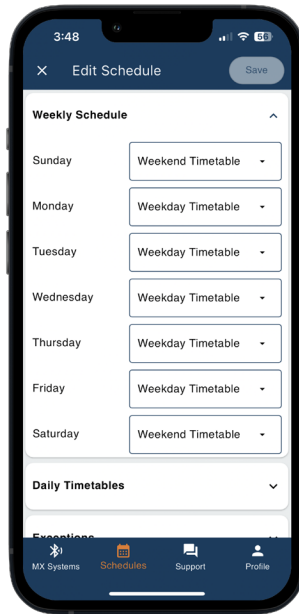 3:48
56
Edit Schedule
Save
Weekly Schedule
Sunday Weekend Timetable
Monday Weekday Timetable
Tuesday Weekday Timetable
Wednesday Weekday Timetable
Thursday Weekday Timetable
Friday Weekday Timetable
Saturday Weekend Timetable
Daily Timetables
Exceptions
MX Systems Schedules Support Profile